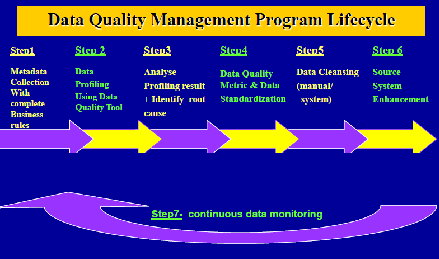 Data Quality Management Program Lifecycle
Step1
Metadata
Collection
With
complete
Business
rules
Step 2
Data
Profiling
Using Data
Quality Tool
Step3
Analyse
Profiling result
+ Identify root
cause
Step4
Data Quality
Metric & Data
Standardization
Step5
Data Cleansing
(manual/
system)
Step 6
Source
System
Enhancement
Step7- continuous data monitoring